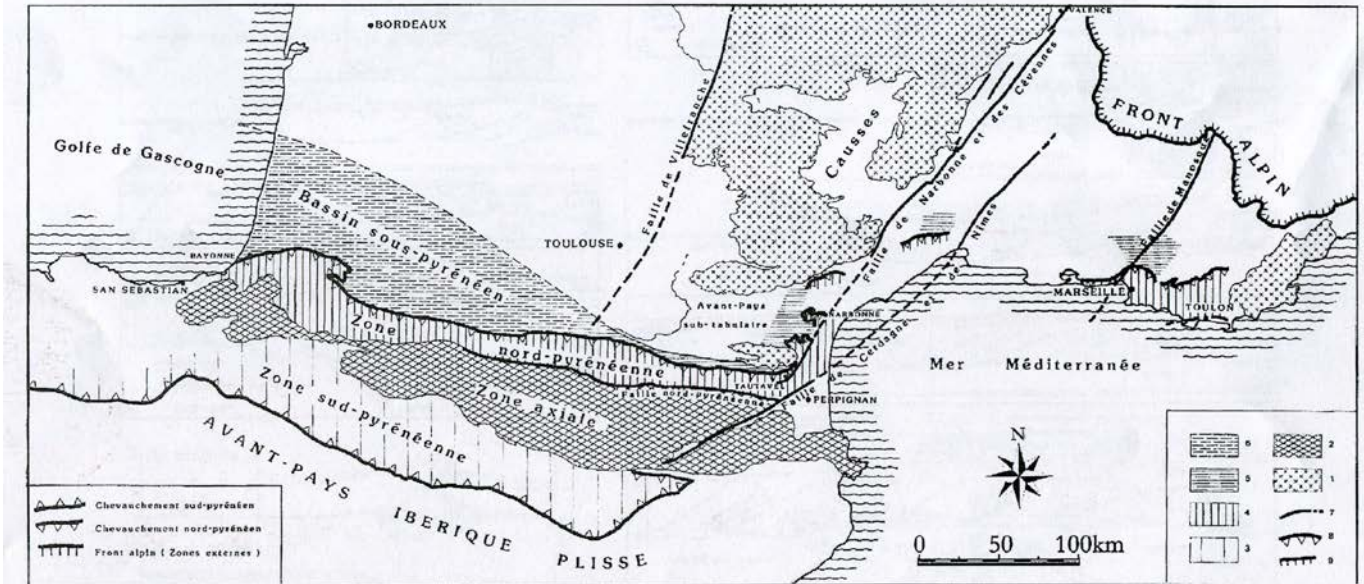 BORDEAUX
VALENCE
Golfe de Gascogne
Faille de Villefranche
Causses
Faille de Narbonne et des Cévennes
FRONT ALPIN
Bassin sous-pyrénéen
TOULOUSE
Nîmes
Faille de Manosque
BAYONNE
SAN SEBASTIAN
Avant-Pays
sub-tabulaire
NARBONNE
MARSEILLE
TOULON
Zone nord-pyrénéenne
Mer Méditerranée
TAUTAVEL
Faille nord-pyrénéenne
Faille de Cerdagne et de
PERPIGNAN
Zone axiale
Zone sud-pyrénéenne
AVANT-PAYS IBERIQUE PLISSE
N
0 50 100km
Chevauchement sud-pyrénéen
Chevauchement nord-pyrénéen
Front alpin (Zones externes)
6 2
5 1
4 7
3 8
9